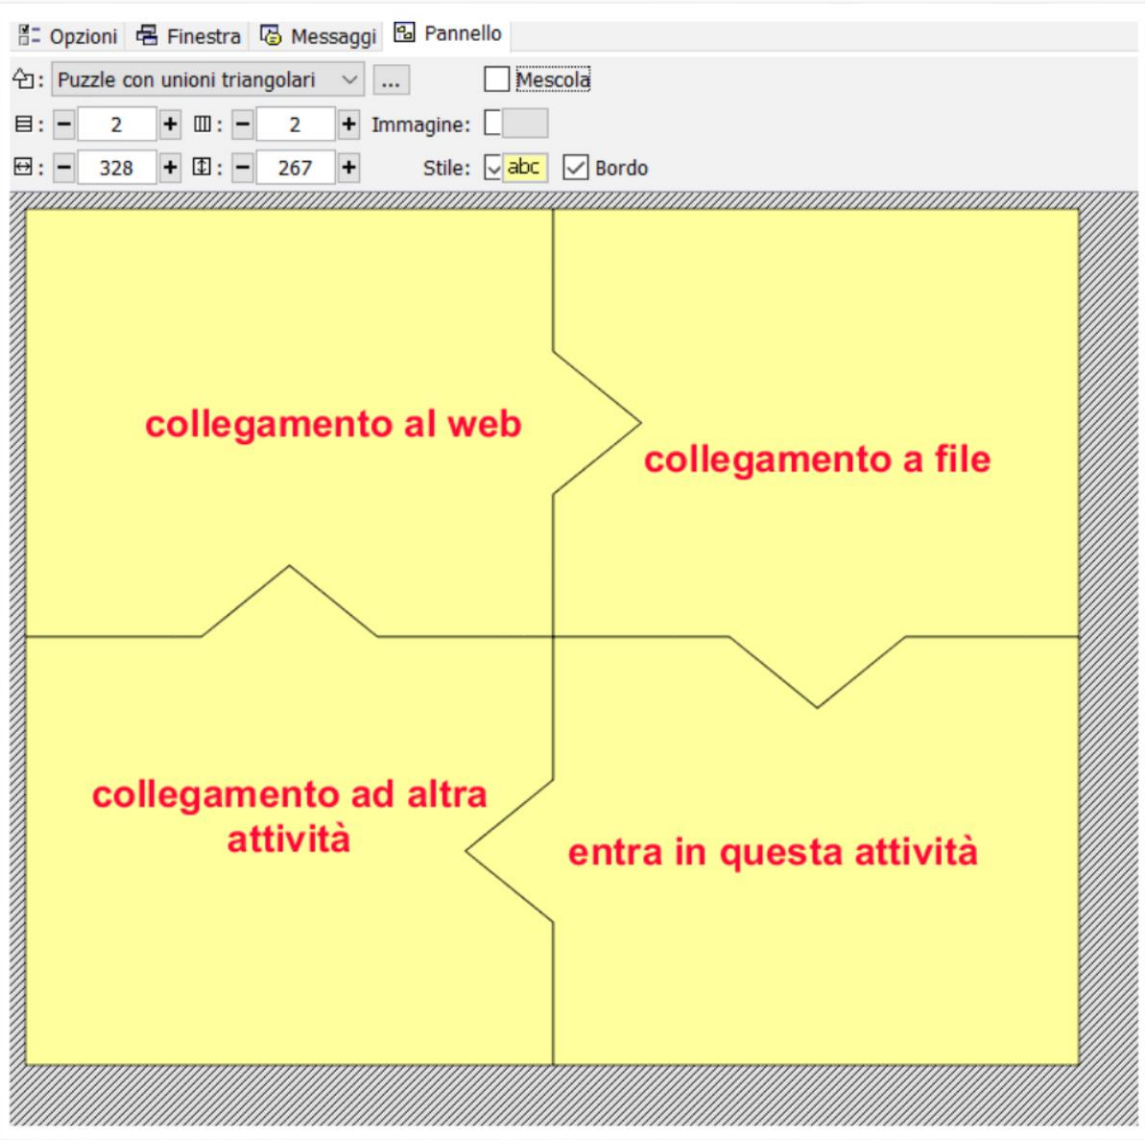 Opzioni Finestra Messaggi Pannello
: Puzzle con unioni triangolari ... Mescola
: − 2 + : − 2 + Immagine:
: − 328 + : − 267 + Stile: abc Bordo
collegamento al web
collegamento a file
collegamento ad altra
attività
entra in questa attività